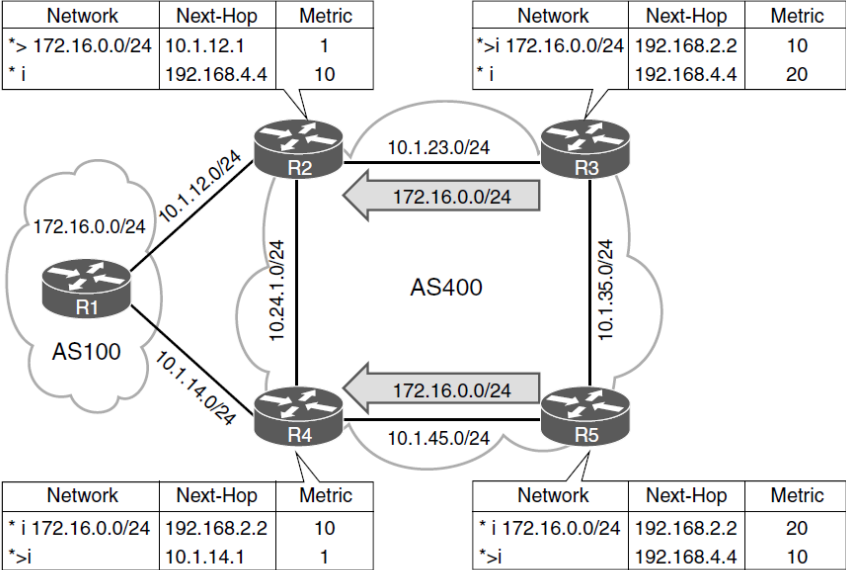 Network Next-Hop Metric
*> 172.16.0.0/24 10.1.12.1 1
* i 192.168.4.4 10
Network Next-Hop Metric
*>i 172.16.0.0/24 192.168.2.2 10
* i 192.168.4.4 20
R2
10.1.23.0/24
R3
172.16.0.0/24
10.1.12.0/24
172.16.0.0/24
R1
AS100
10.24.1.0/24
AS400
10.1.35.0/24
10.1.14.0/24
172.16.0.0/24
R4
10.1.45.0/24
R5
Network Next-Hop Metric
* i 172.16.0.0/24 192.168.2.2 10
*>i 10.1.14.1 1
Network Next-Hop Metric
* i 172.16.0.0/24 192.168.2.2 20
*>i 192.168.4.4 10